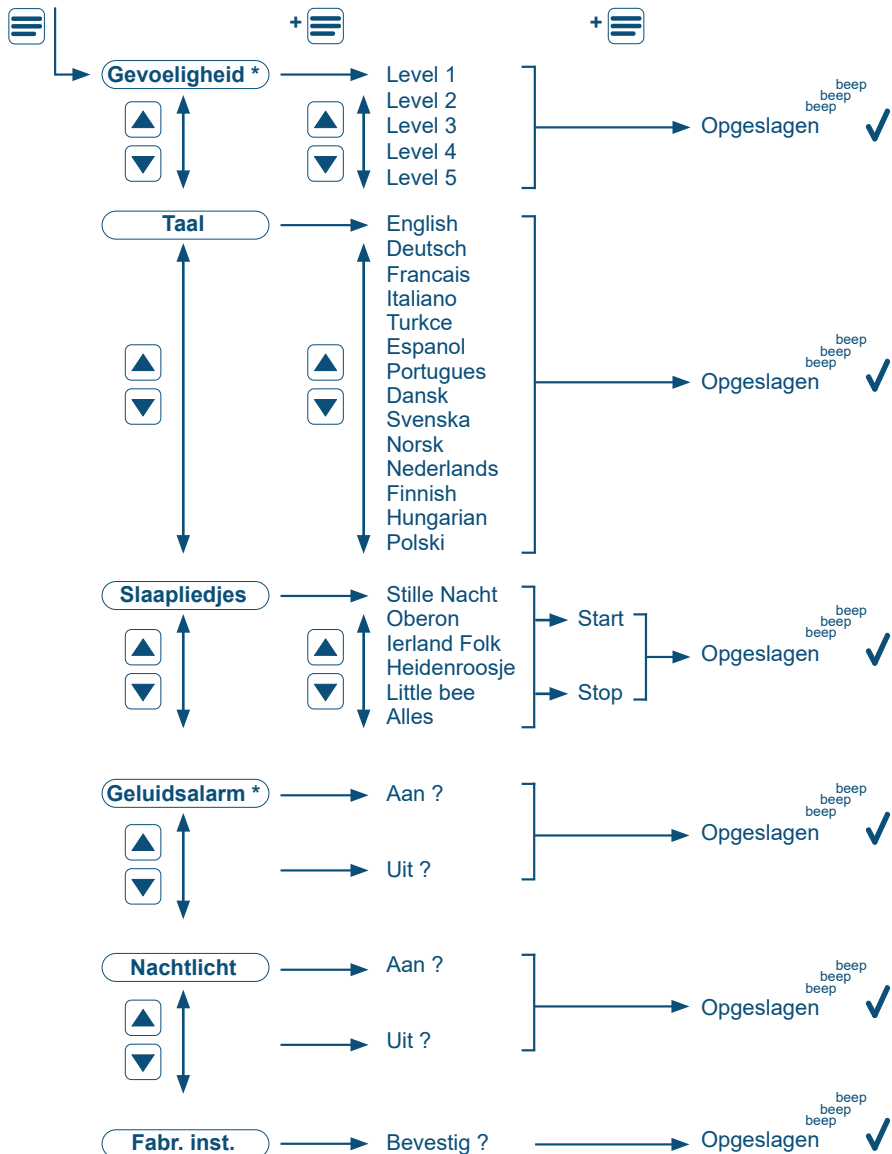 +
+
Gevoeligheid *
Level 1
Level 2
Level 3
Level 4
Level 5
Opgeslagen
beep
beep
beep
Taal
English
Deutsch
Francais
Italiano
Turkce
Espanol
Portugues
Dansk
Svenska
Norsk
Nederlands
Finnish
Hungarian
Polski
Opgeslagen
beep
beep
beep
Slaapliedjes
Stille Nacht
Oberon
Ierland Folk
Heidenroosje
Little bee
Alles
Start
Stop
Opgeslagen
beep
beep
beep
Geluidsalarm *
Aan ?
Uit ?
Opgeslagen
beep
beep
beep
Nachtlicht
Aan ?
Uit ?
Opgeslagen
beep
beep
beep
Fabr. inst.
Bevestig ?
Opgeslagen
beep
beep
beep